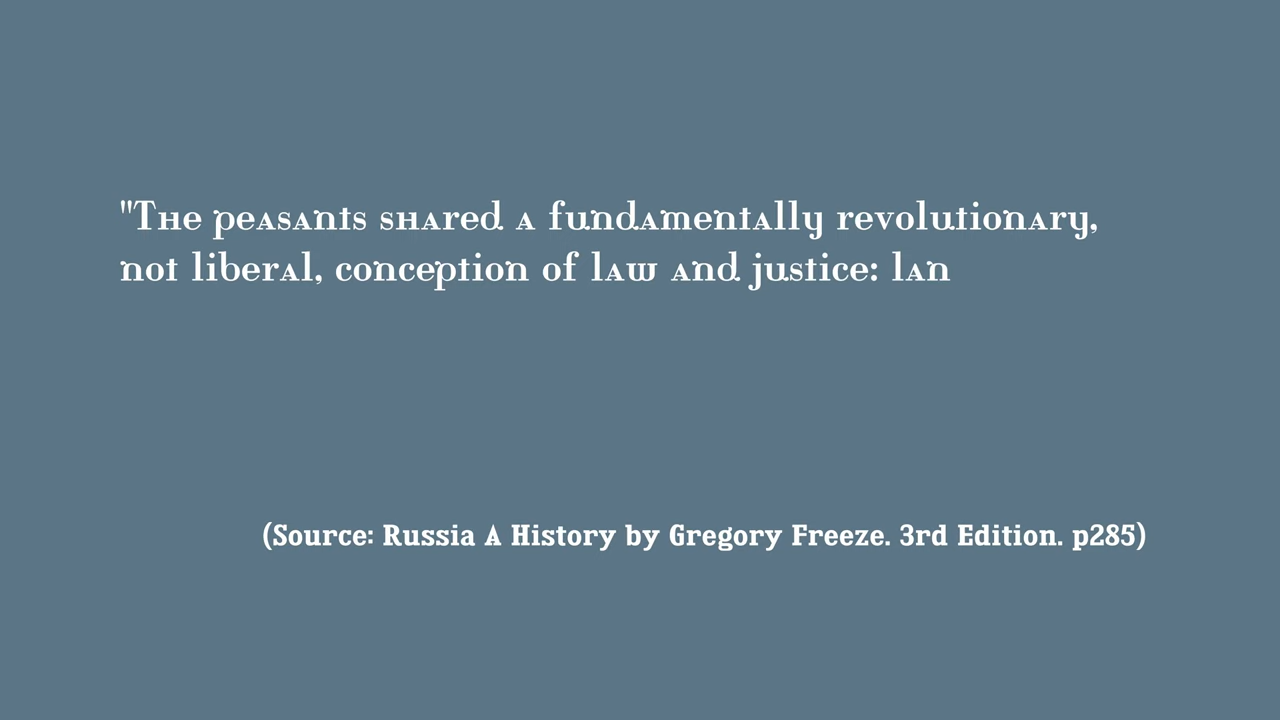 "The peasants shared a fundamentally revolutionary,
not liberal, conception of law and justice: lan
(Source: Russia A History by Gregory Freeze. 3rd Edition. p285)